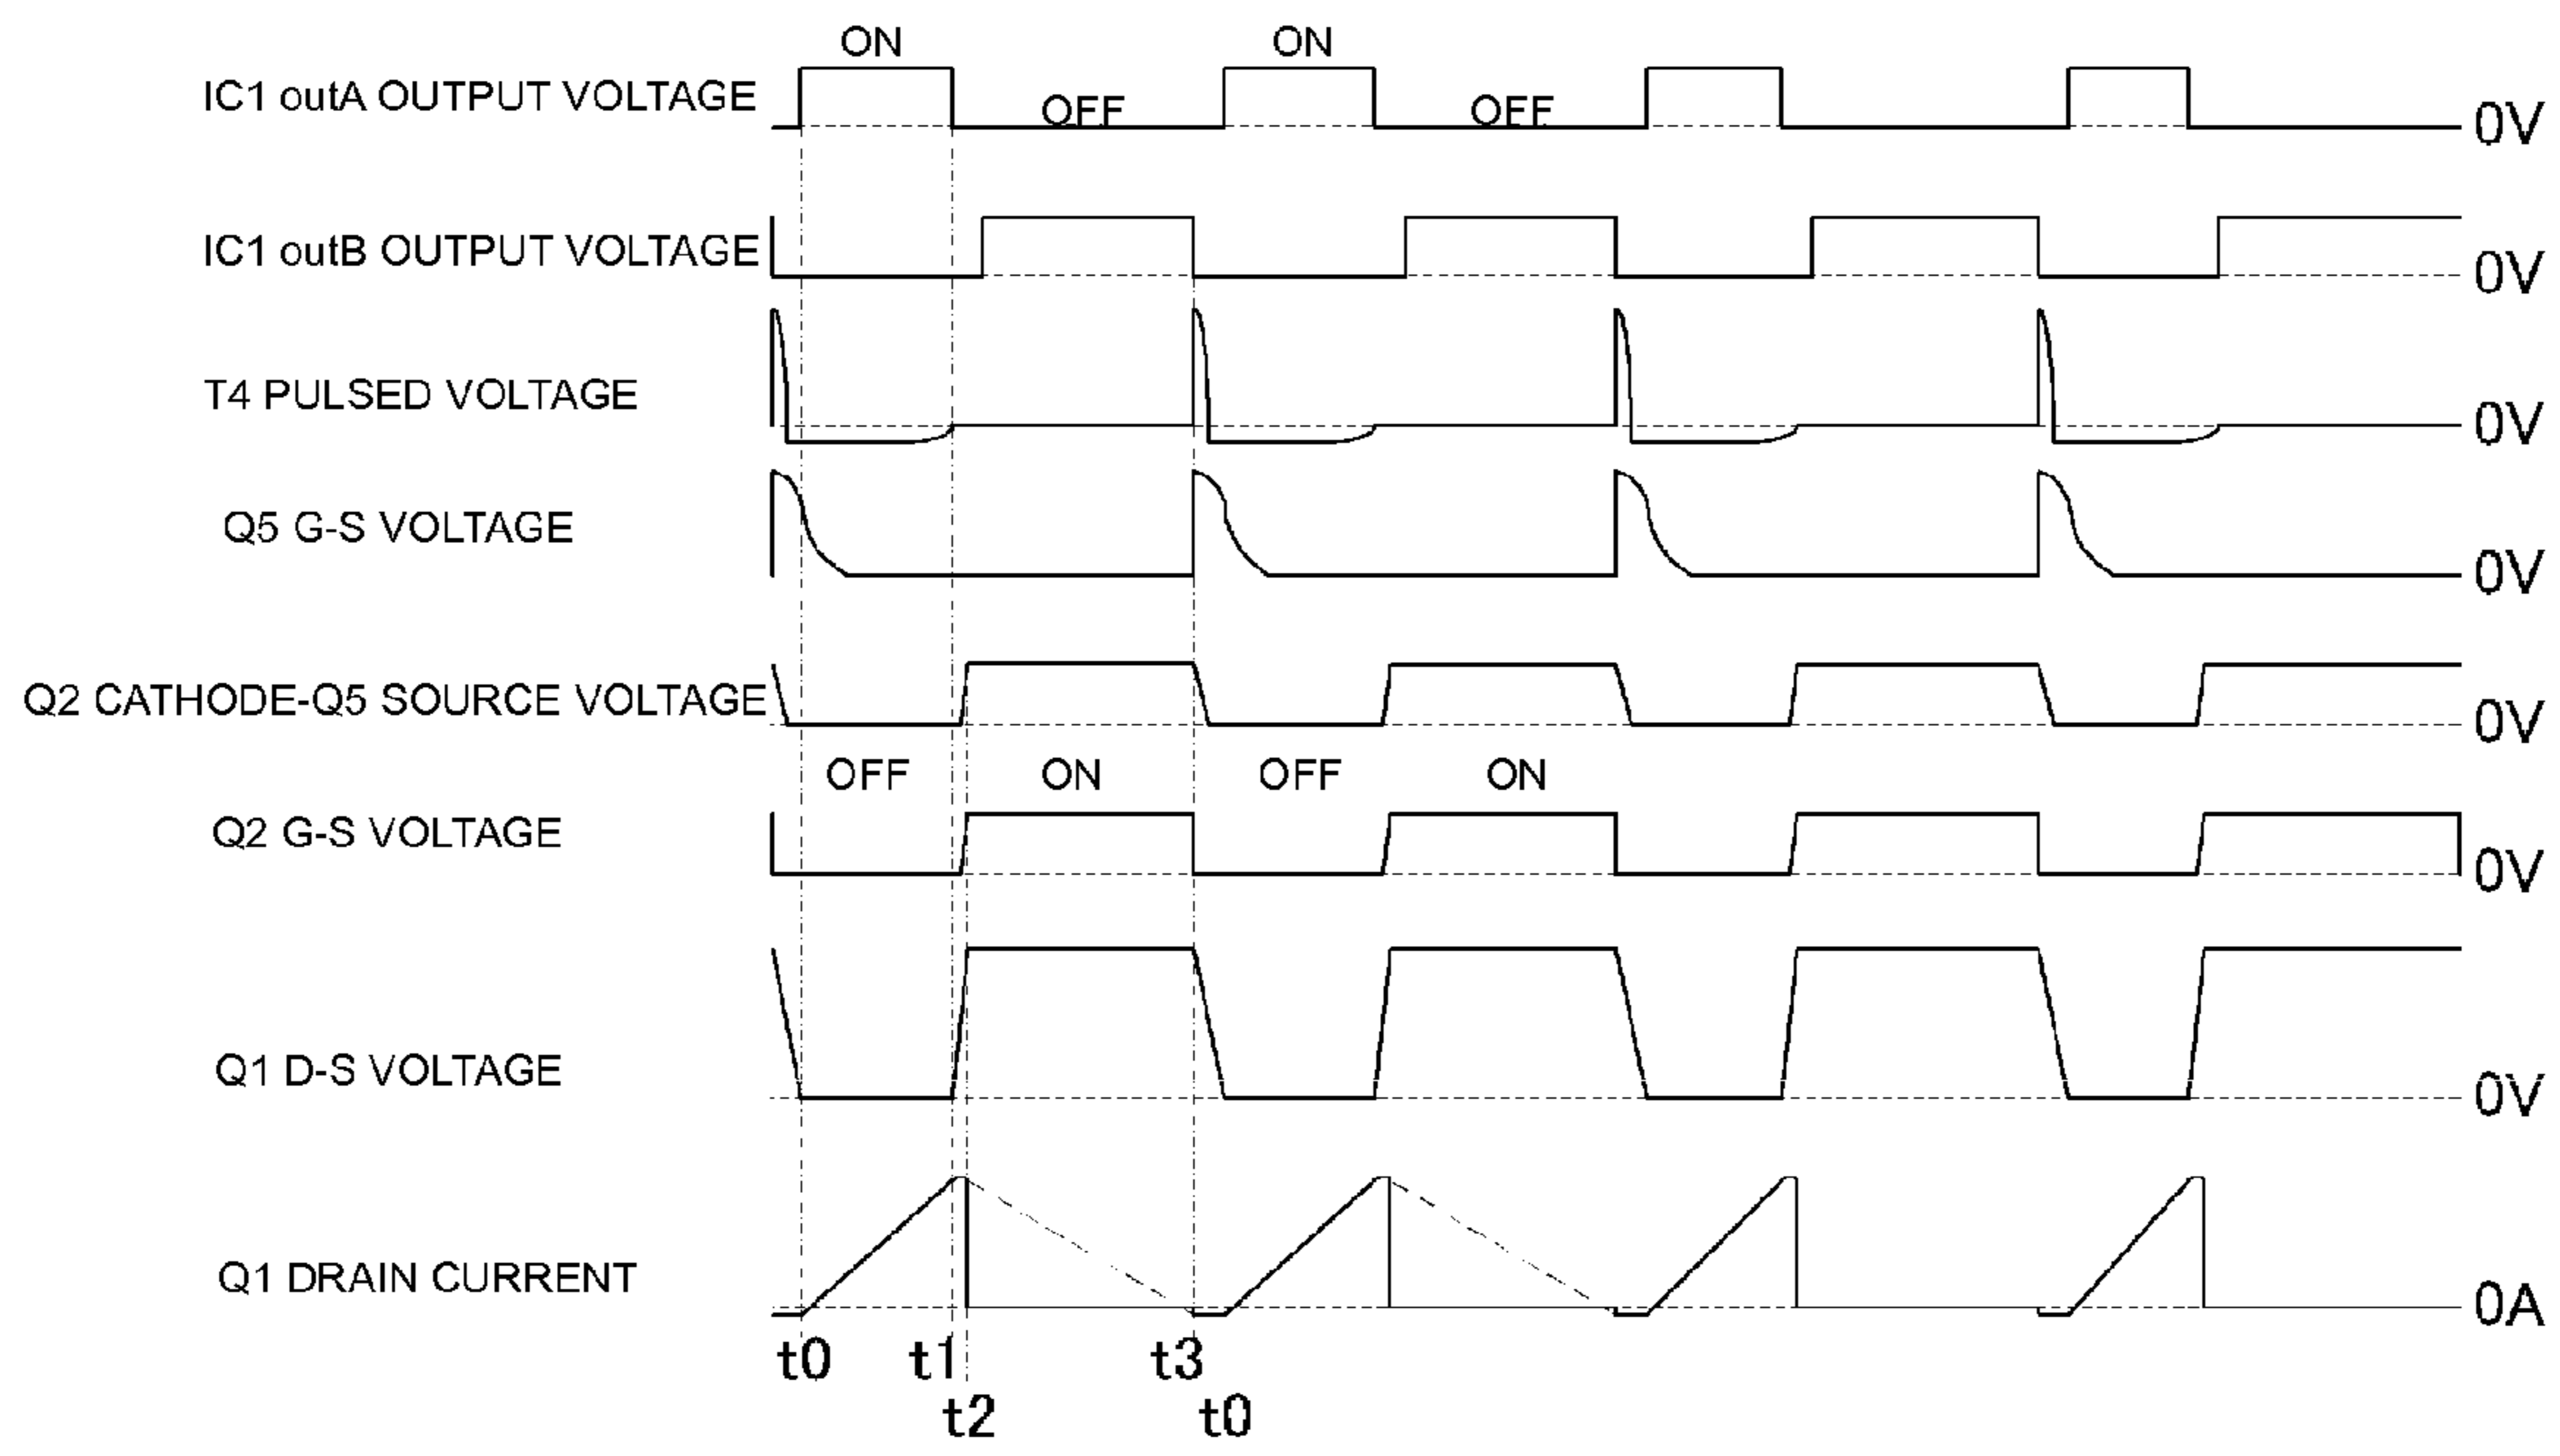 ON ON
IC1 outA OUTPUT VOLTAGE OFF OFF 0V
IC1 outB OUTPUT VOLTAGE 0V
T4 PULSED VOLTAGE 0V
Q5 G-S VOLTAGE 0V
Q2 CATHODE-Q5 SOURCE VOLTAGE 0V
OFF ON OFF ON
Q2 G-S VOLTAGE 0V
Q1 D-S VOLTAGE 0V
Q1 DRAIN CURRENT 0A
t0 t1 t3
t2 t0